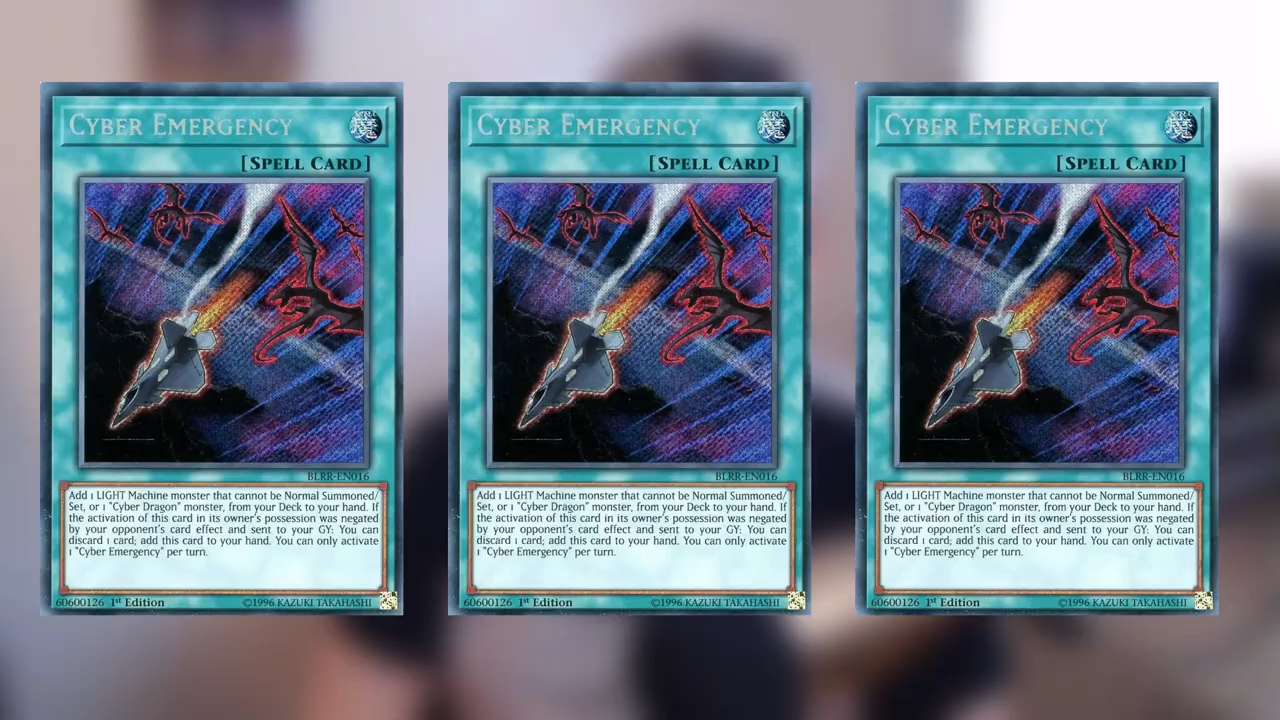 CYBER EMERGENCY
[SPELL CARD]
BLRR-EN016
Add 1 LIGHT Machine monster that cannot be Normal Summoned/
Set, or 1 "Cyber Dragon" monster, from your Deck to your hand. If
the activation of this card in its owner's possession was negated
by your opponent's card effect and sent to your GY: You can
discard 1 card; add this card to your hand. You can only activate
1 "Cyber Emergency" per turn.
60600126 1st Edition ©1996 KAZUKI TAKAHASHI
CYBER EMERGENCY
[SPELL CARD]
BLRR-EN016
Add 1 LIGHT Machine monster that cannot be Normal Summoned/
Set, or 1 "Cyber Dragon" monster, from your Deck to your hand. If
the activation of this card in its owner's possession was negated
by your opponent's card effect and sent to your GY: You can
discard 1 card; add this card to your hand. You can only activate
1 "Cyber Emergency" per turn.
60600126 1st Edition ©1996 KAZUKI TAKAHASHI
CYBER EMERGENCY
[SPELL CARD]
BLRR-EN016
Add 1 LIGHT Machine monster that cannot be Normal Summoned/
Set, or 1 "Cyber Dragon" monster, from your Deck to your hand. If
the activation of this card in its owner's possession was negated
by your opponent's card effect and sent to your GY: You can
discard 1 card; add this card to your hand. You can only activate
1 "Cyber Emergency" per turn.
60600126 1st Edition ©1996 KAZUKI TAKAHASHI